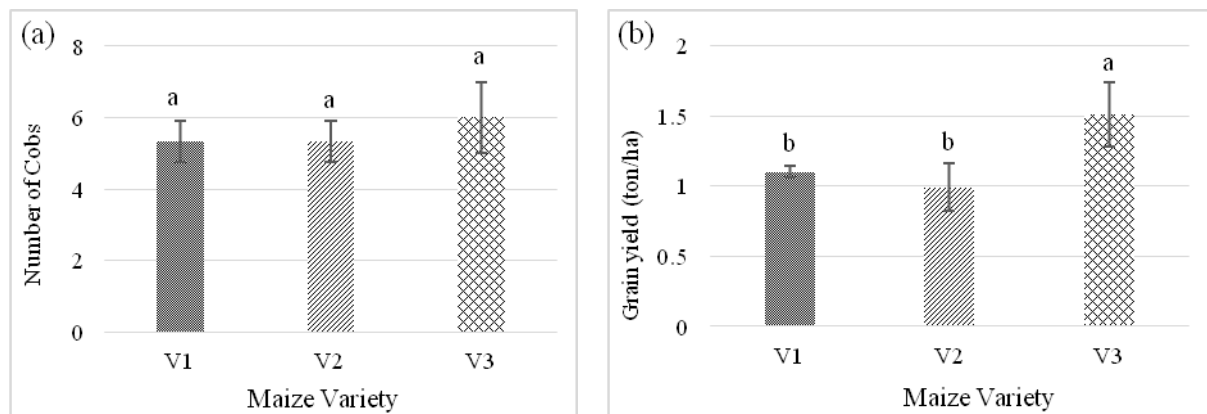 (a)
8
6
4
2
0
Number of Cobs
a
a
a
V1
V2
V3
Maize Variety
(b)
2
1.5
1
0.5
0
Grain yield (ton/ha)
b
b
a
V1
V2
V3
Maize Variety